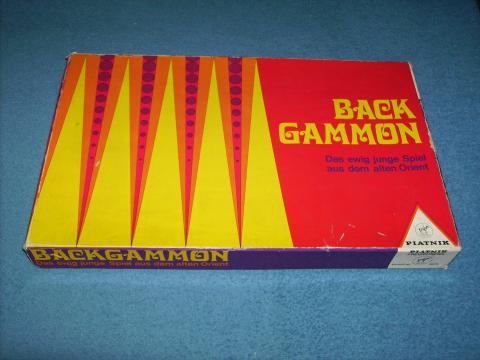 BACK
GAMMON
Das ewig junge Spiel
aus dem alten Orient
PIATNIK
BACKGAMMON
Das ewig junge Spiel aus dem alten Orient
PIATNIK